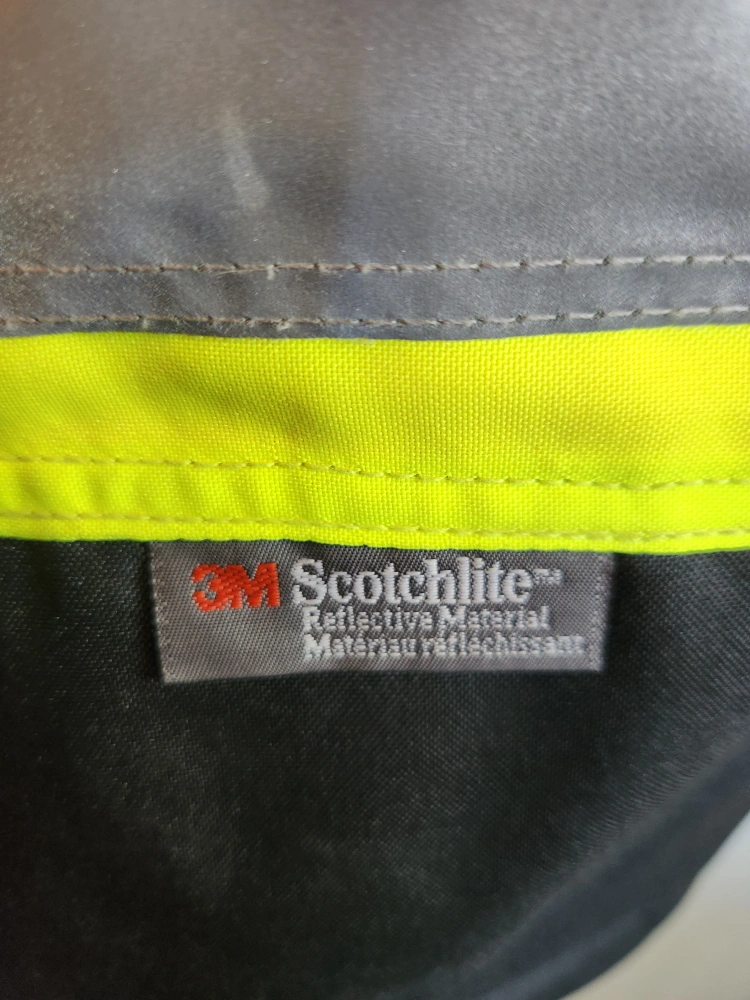 3M Scotchlite™
Reflective Material
Matériau réfléchissant